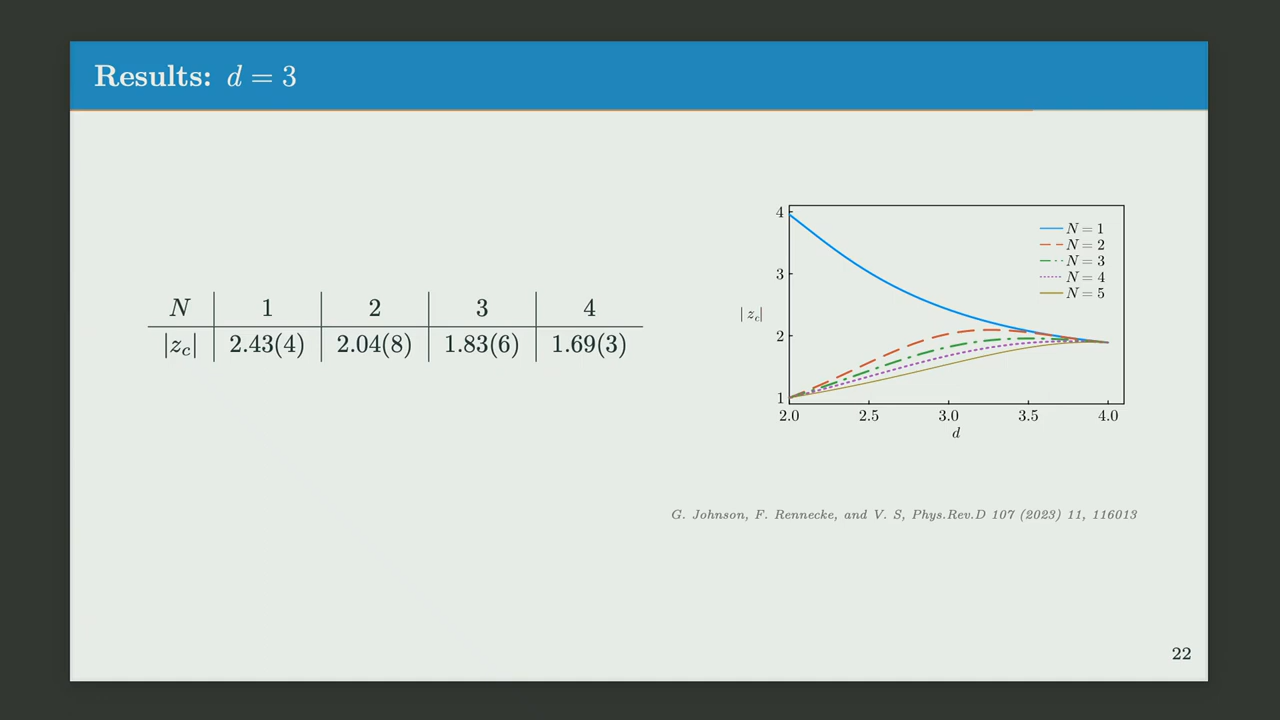 Results: d = 3
N 1 2 3 4
|z_c| 2.43(4) 2.04(8) 1.83(6) 1.69(3)
4
3
2
1
|z_c|
2.0 2.5 3.0 3.5 4.0
d
N = 1
N = 2
N = 3
N = 4
N = 5
G. Johnson, F. Rennecke, and V. S, Phys.Rev.D 107 (2023) 11, 116013
22